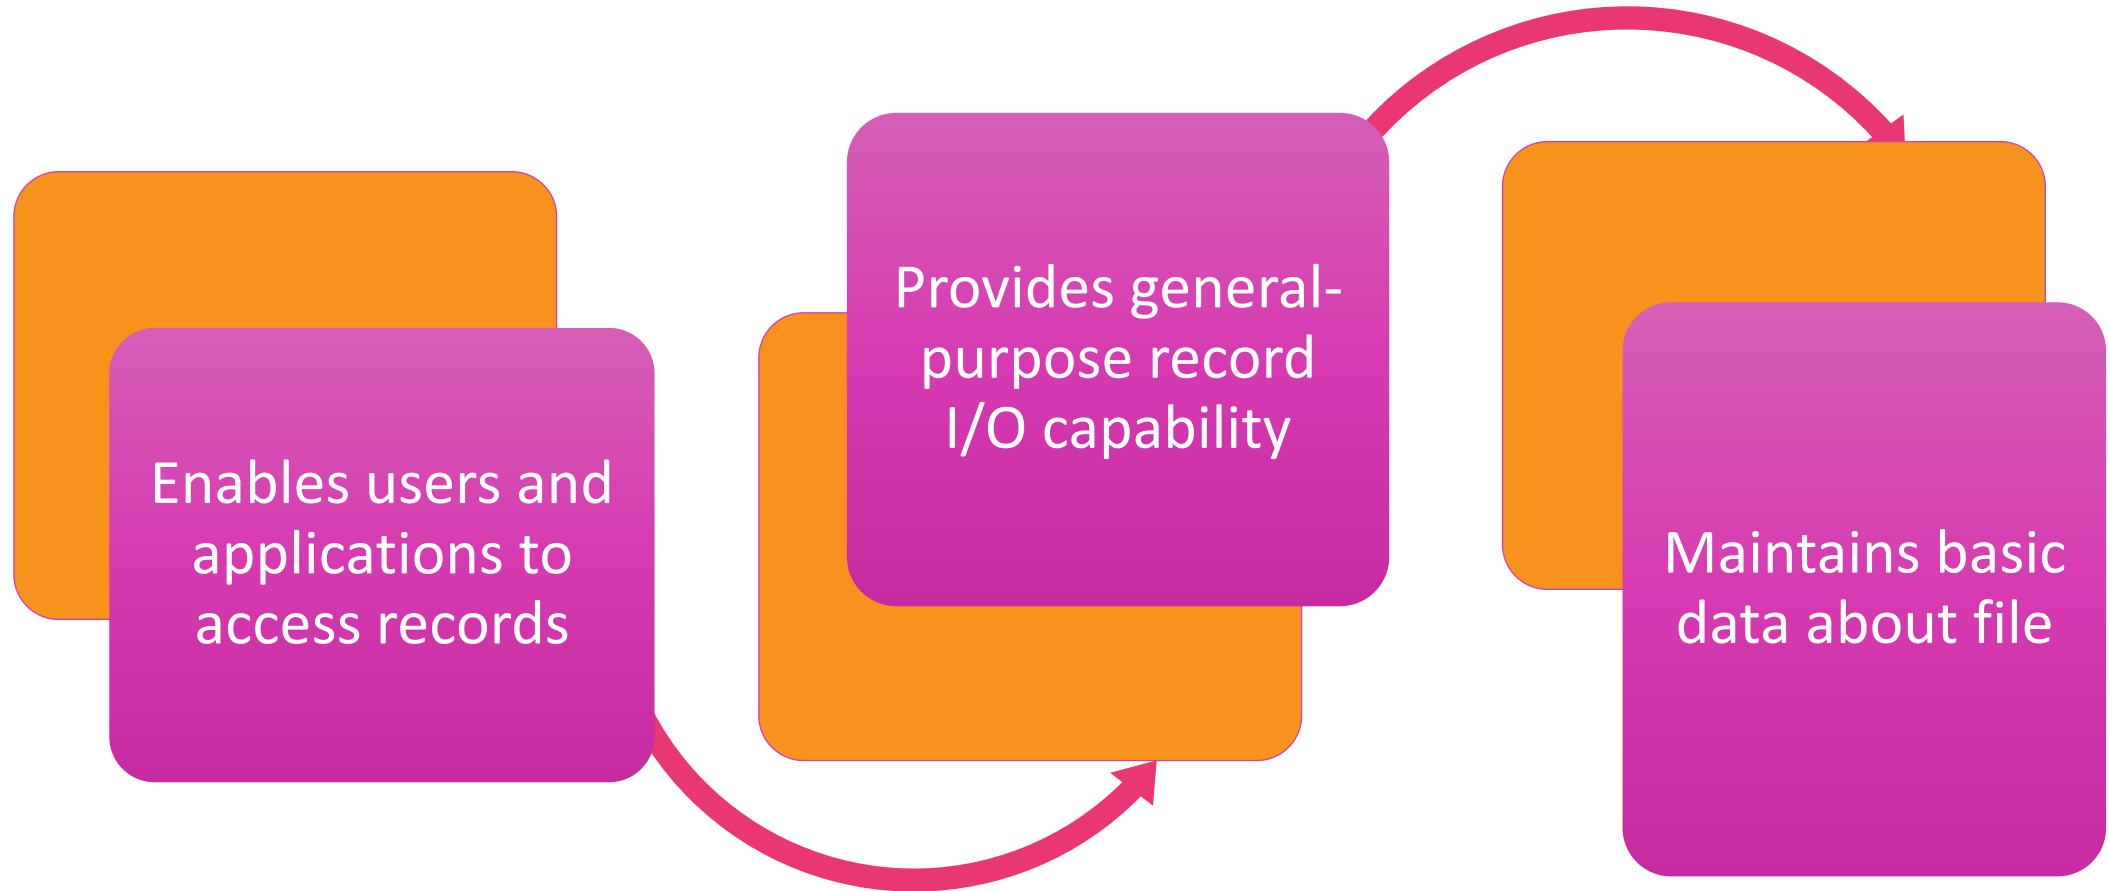 Enables users and
applications to
access records
Provides general-
purpose record
I/O capability
Maintains basic
data about file